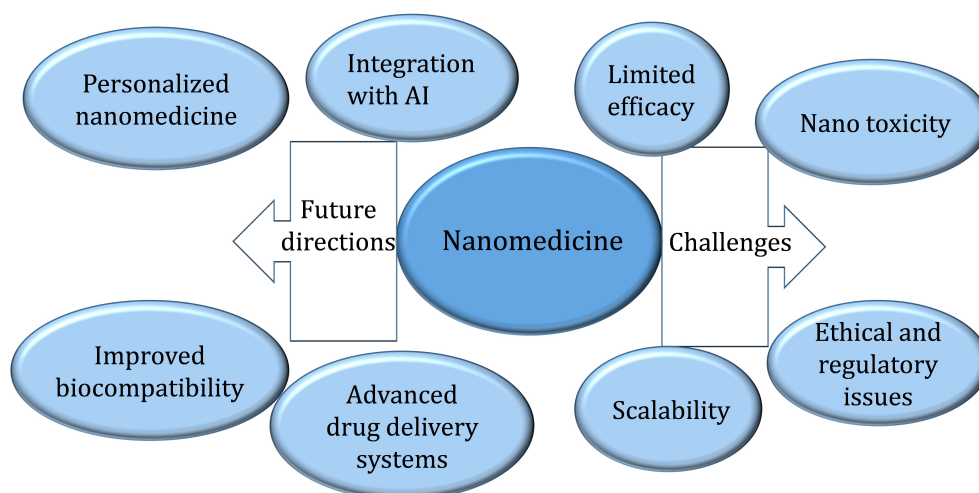 Personalized
nanomedicine
Integration
with AI
Limited
efficacy
Nano toxicity
Future
directions
Nanomedicine
Challenges
Improved
biocompatibility
Advanced
drug delivery
systems
Scalability
Ethical and
regulatory
issues